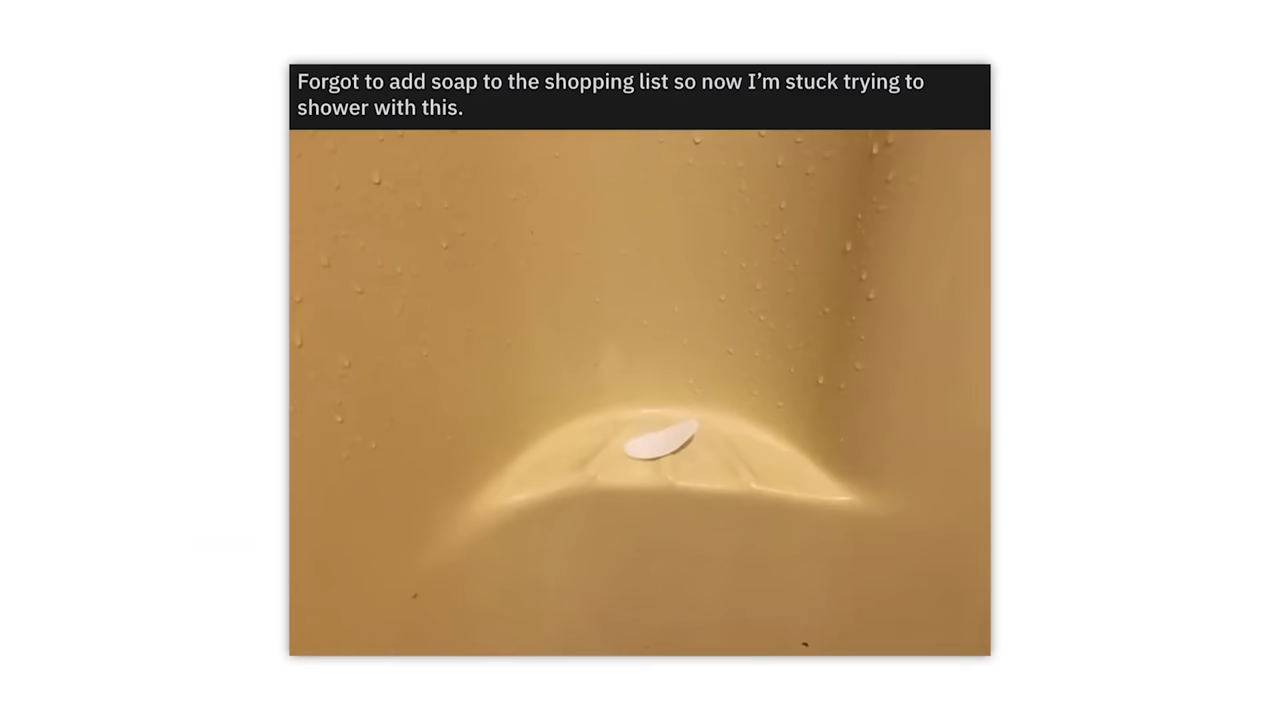 Forgot to add soap to the shopping list so now I’m stuck trying to
shower with this.